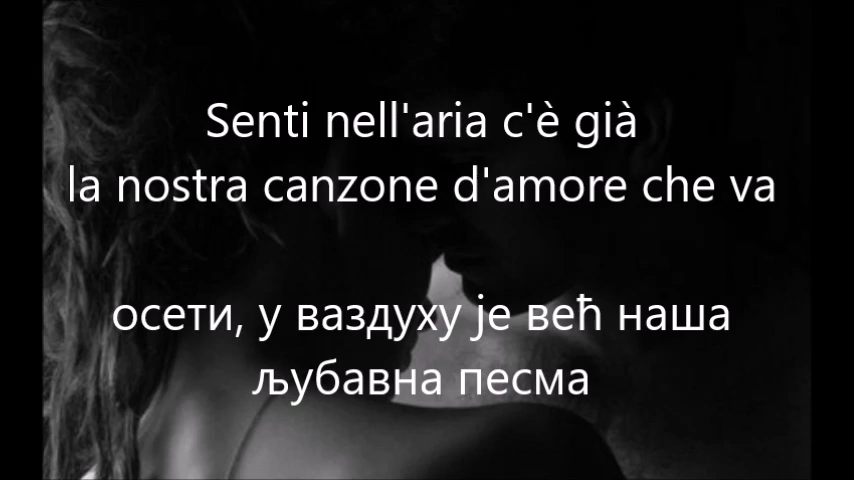 Senti nell'aria c'è già
la nostra canzone d'amore che va
осети, у ваздуху је већ наша
љубавна песма